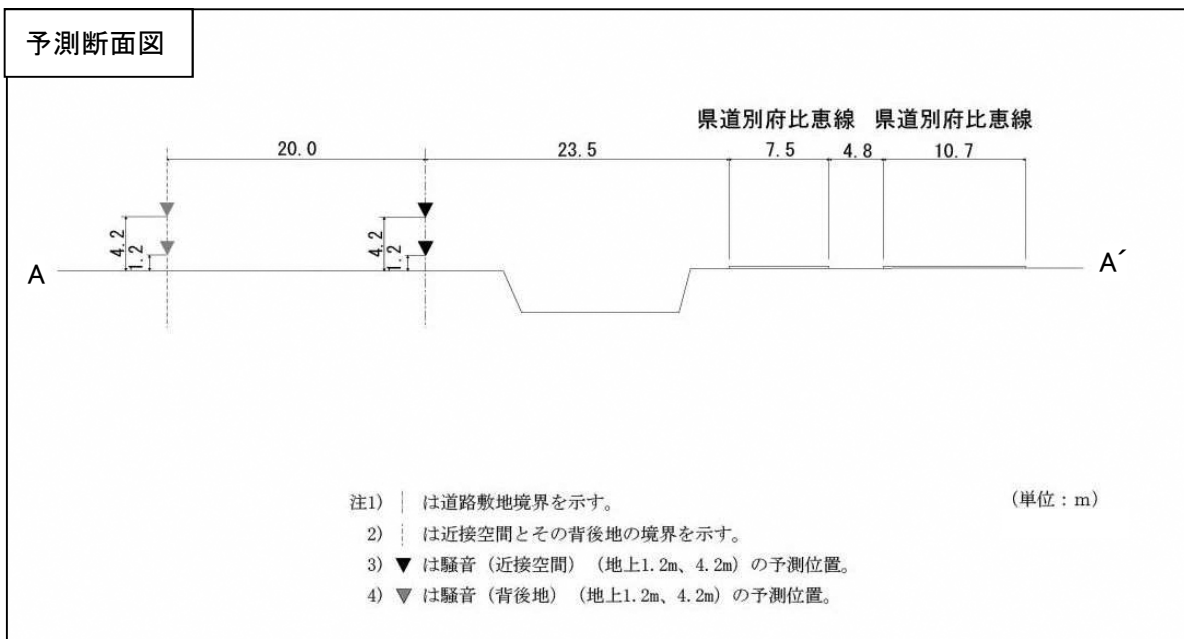 予測断面図
県道別府比恵線 県道別府比恵線
20.0 23.5 7.5 4.8 10.7
4.2 1.2 4.2 1.2
A A´
注1) は道路敷地境界を示す。 (単位:m)
2) は近接空間とその背後地の境界を示す。
3) ▼ は騒音(近接空間)(地上1.2m、4.2m)の予測位置。
4) ▼ は騒音(背後地)(地上1.2m、4.2m)の予測位置。